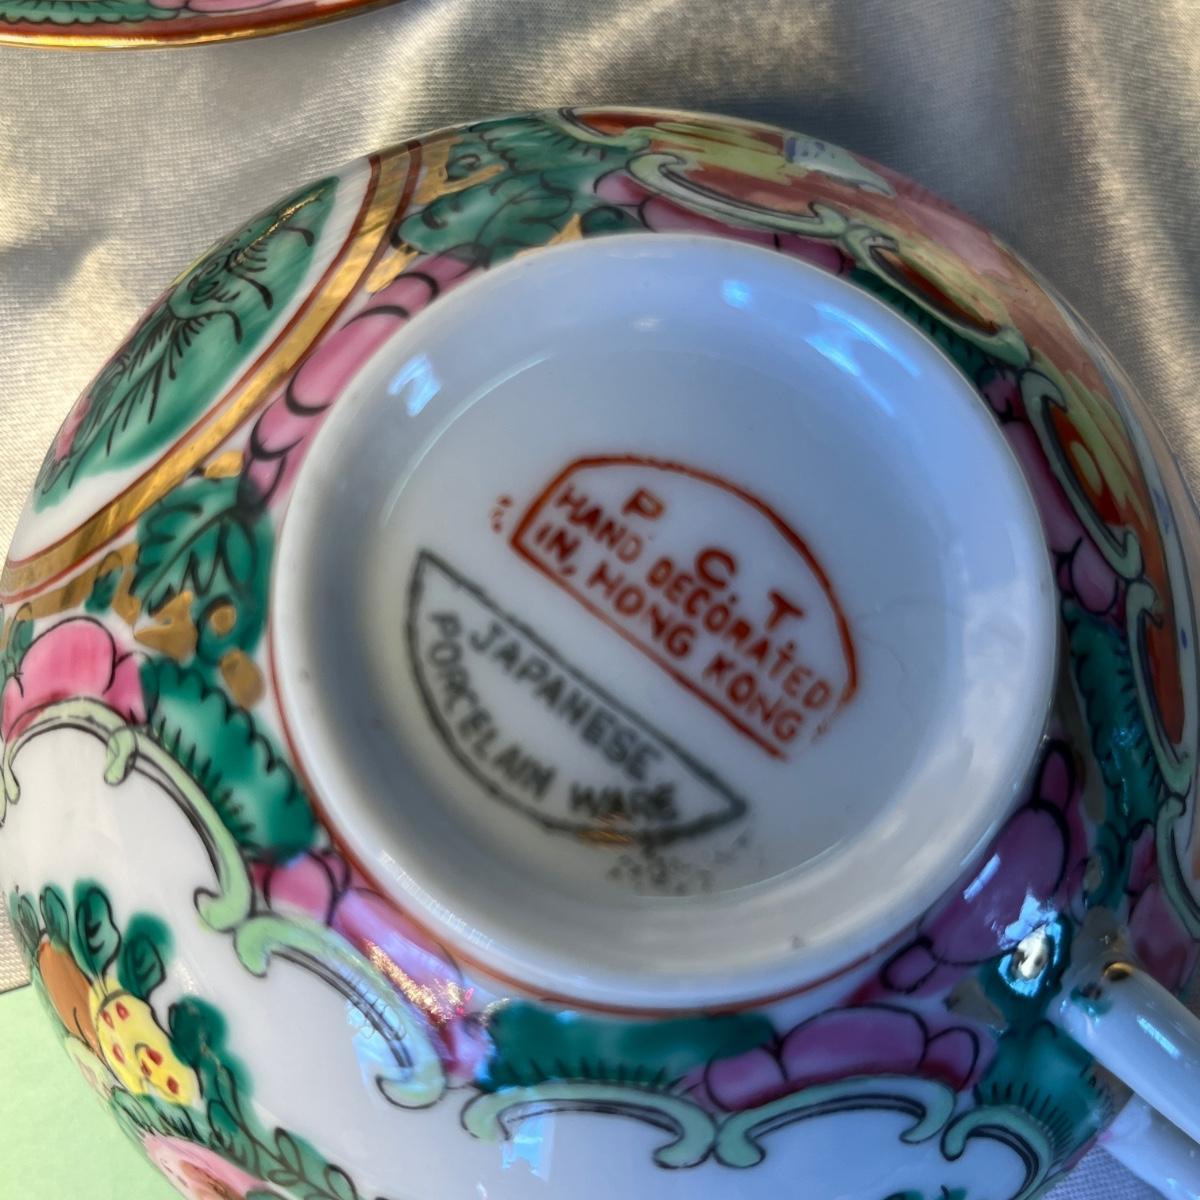 P C T
HAND DECORATED
IN, HONG KONG
JAPANESE
PORCELAIN WARE